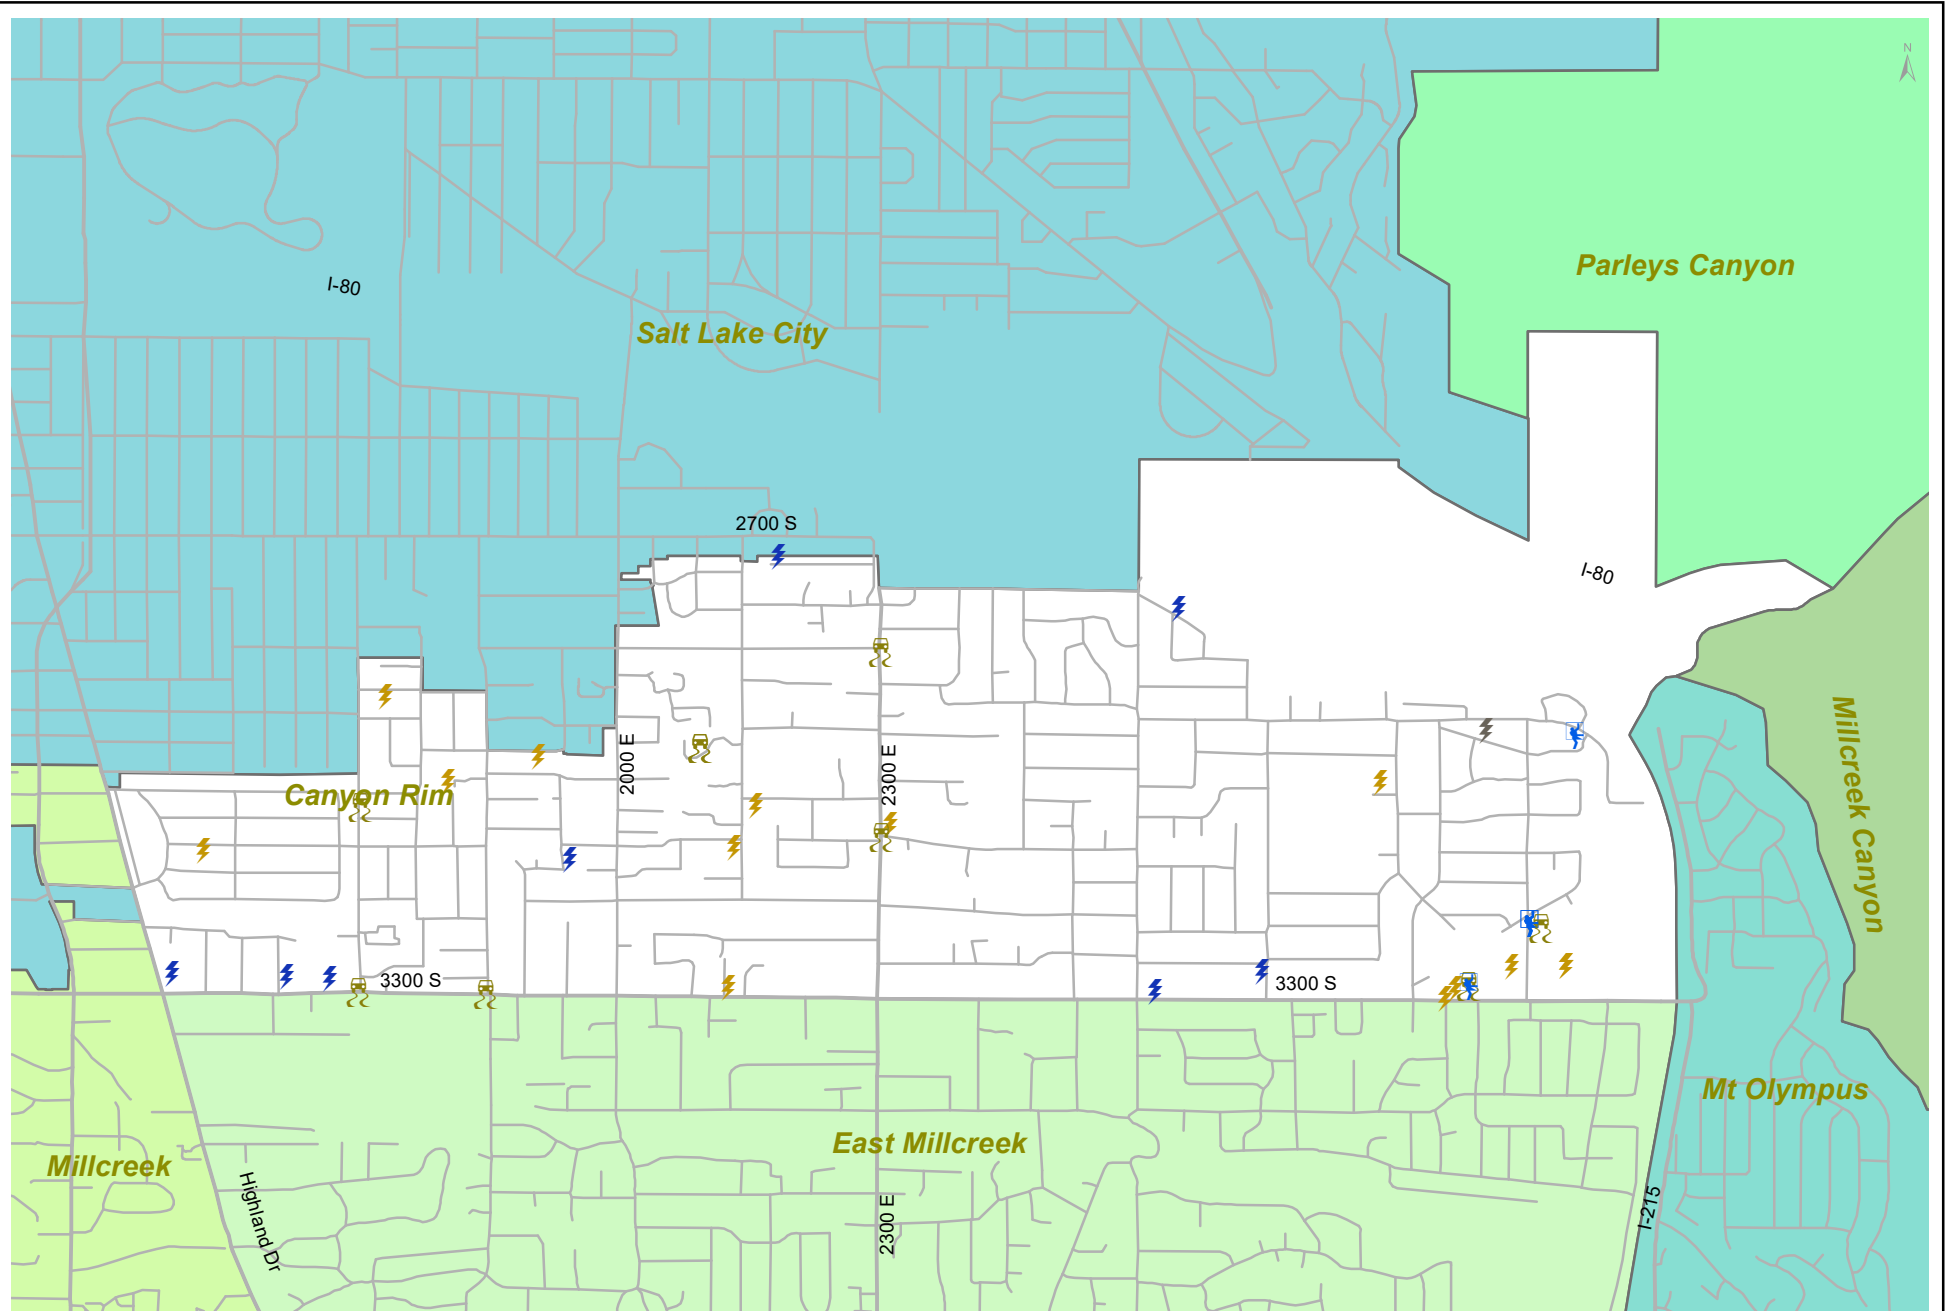 N
Parleys Canyon
I-80
Salt Lake City
2700 S
I-80
2000 E
2300 E
Millcreek Canyon
Canyon Rim
3300 S
3300 S
Mt Olympus
East Millcreek
Millcreek
Highland Dr
2300 E
I-215